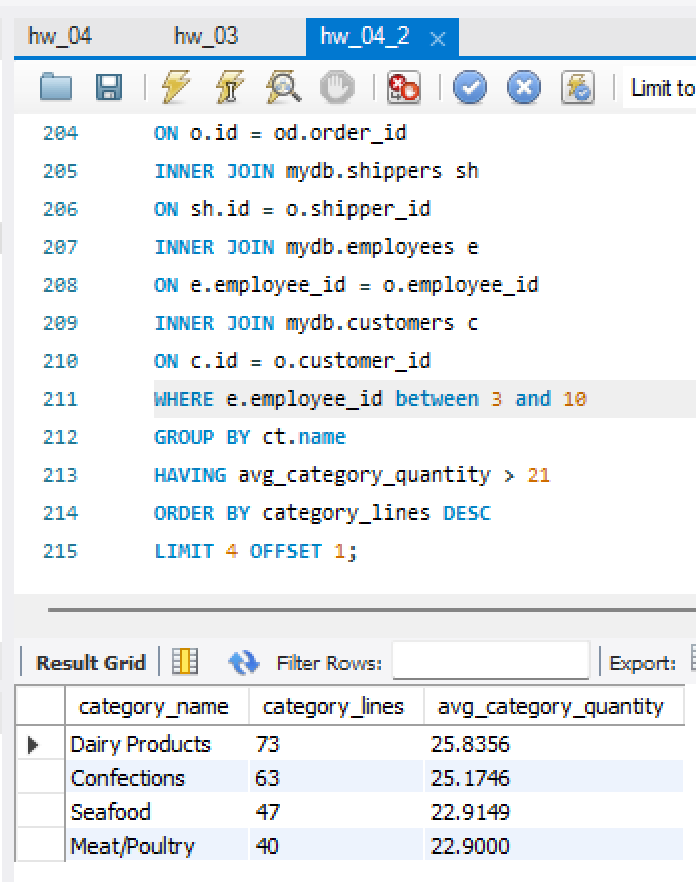 hw_04 hw_03 hw_04_2
Limit to
204 ON o.id = od.order_id
205 INNER JOIN mydb.shippers sh
206 ON sh.id = o.shipper_id
207 INNER JOIN mydb.employees e
208 ON e.employee_id = o.employee_id
209 INNER JOIN mydb.customers c
210 ON c.id = o.customer_id
211 WHERE e.employee_id between 3 and 10
212 GROUP BY ct.name
213 HAVING avg_category_quantity > 21
214 ORDER BY category_lines DESC
215 LIMIT 4 OFFSET 1;
Result Grid Filter Rows: Export:
category_name category_lines avg_category_quantity
Dairy Products 73 25.8356
Confections 63 25.1746
Seafood 47 22.9149
Meat/Poultry 40 22.9000